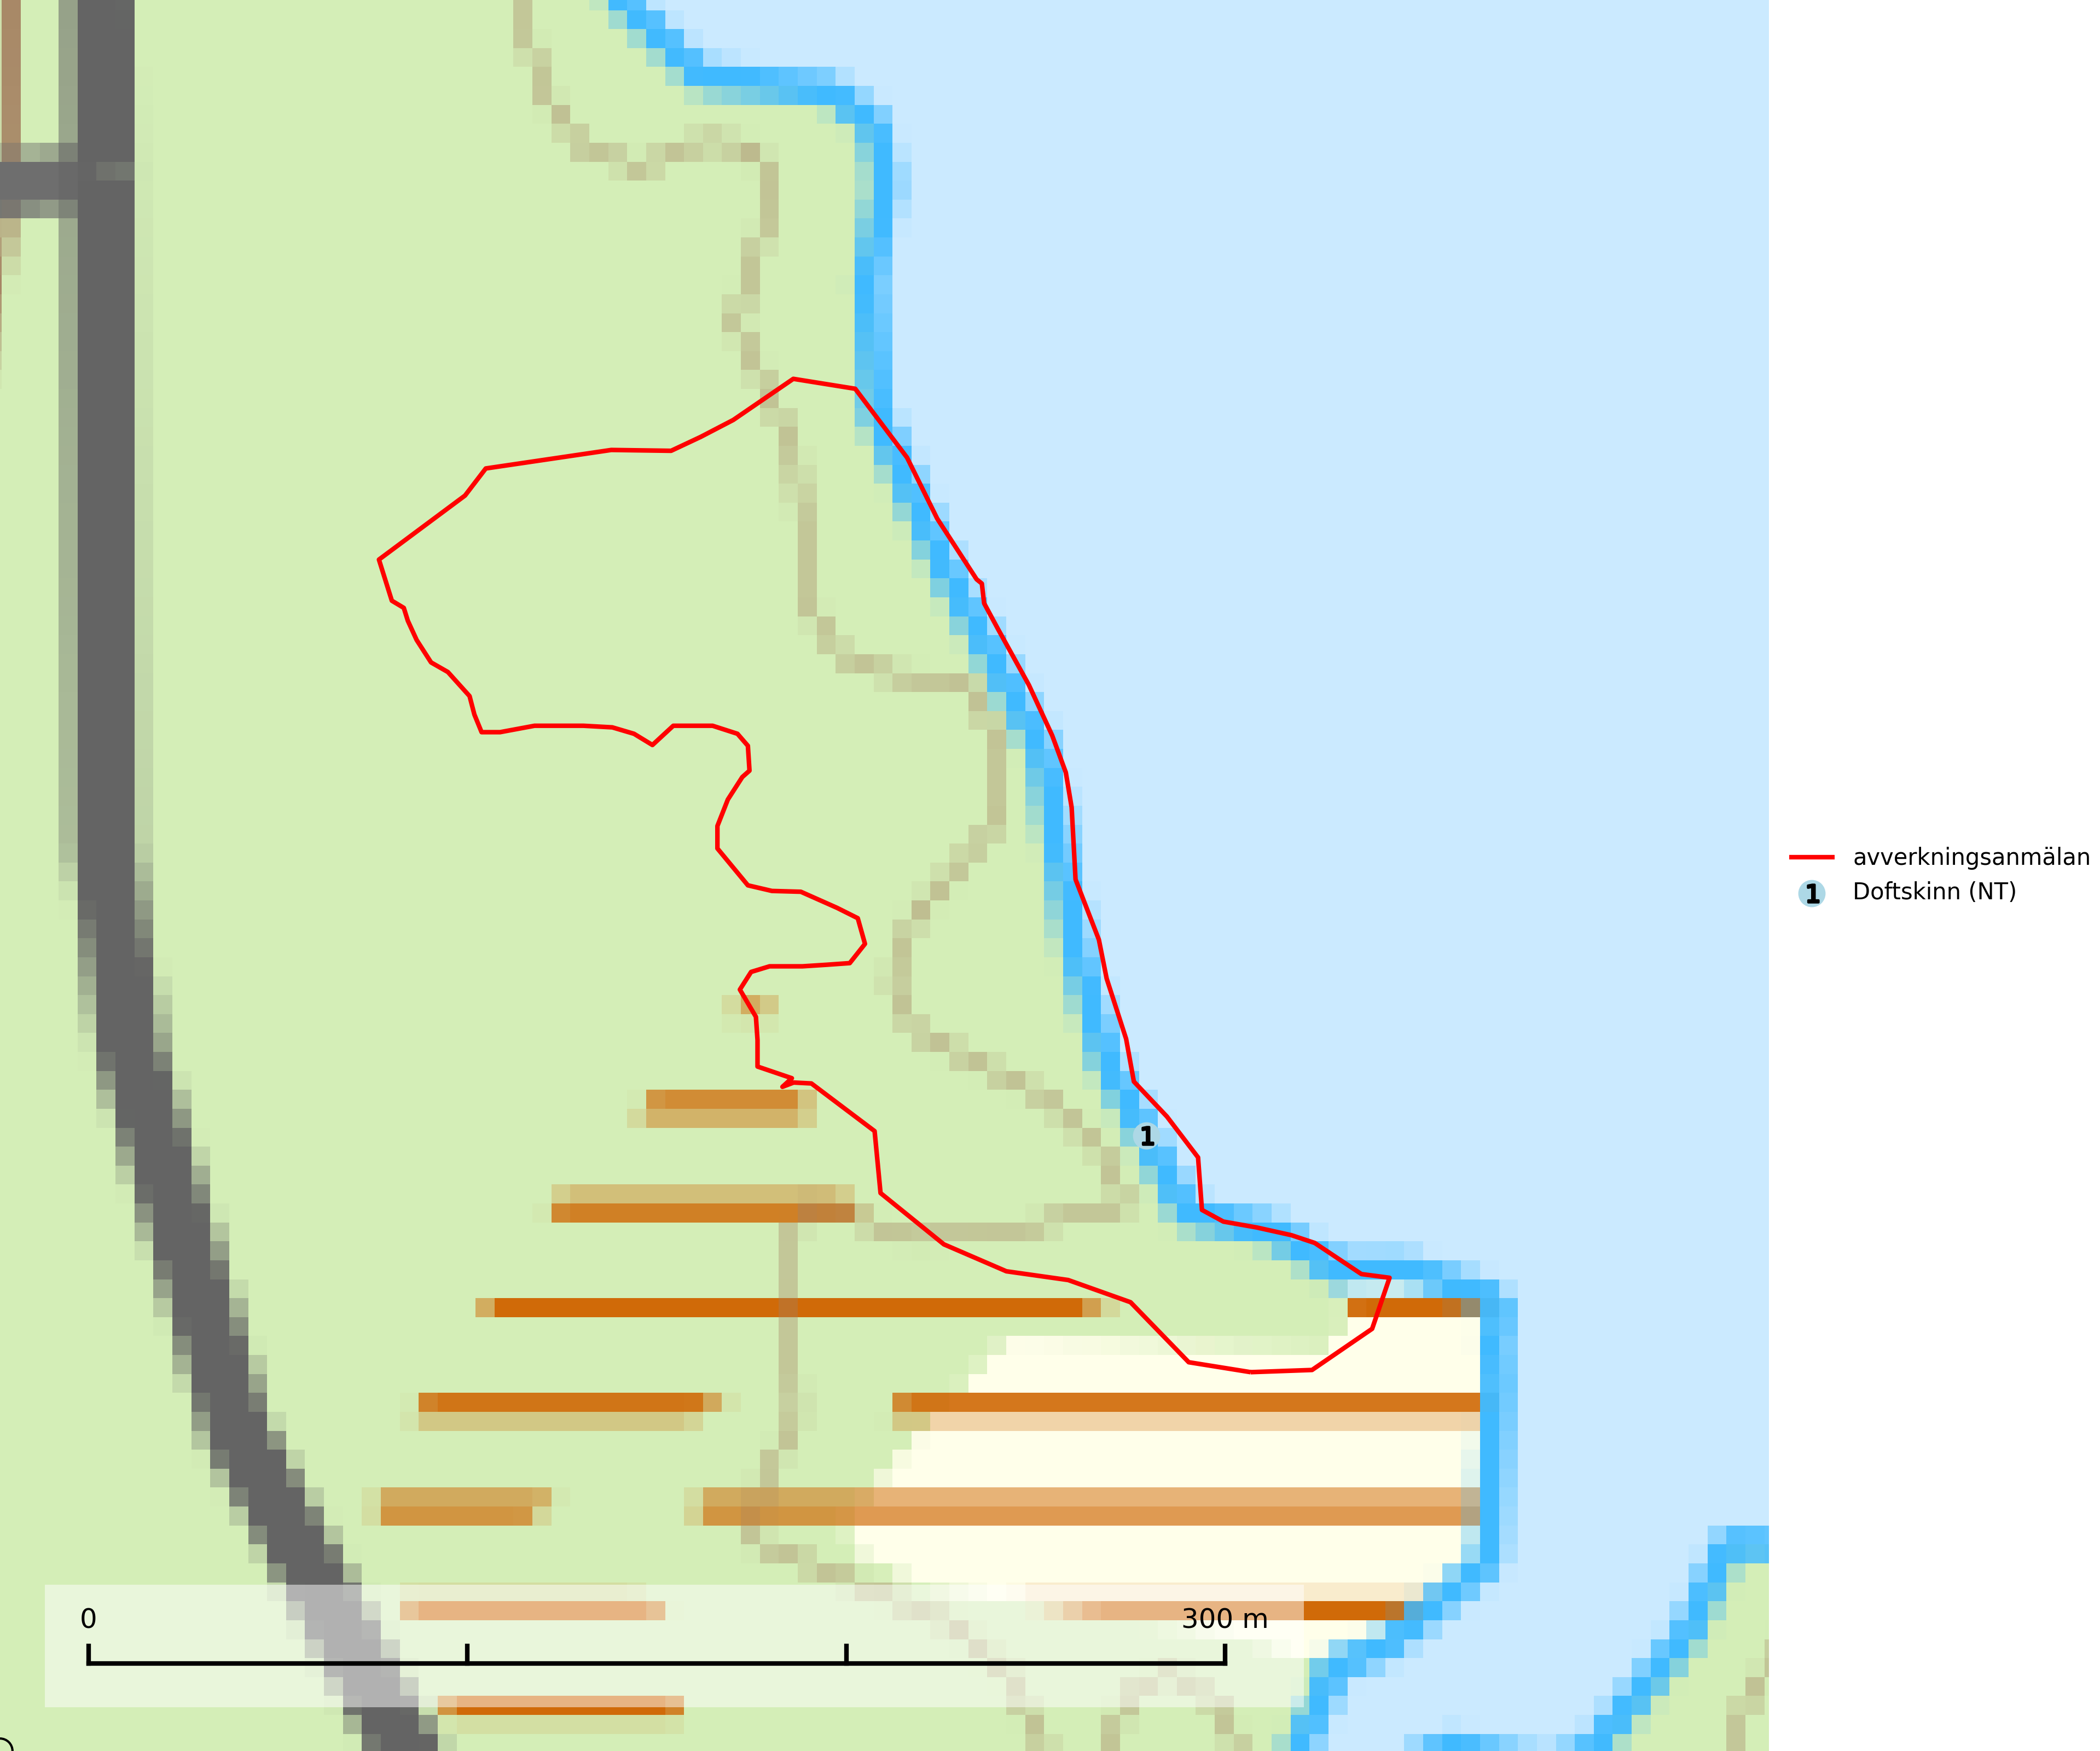 avverkningsanmälan
1 Doftskinn (NT)
1
0 300 m